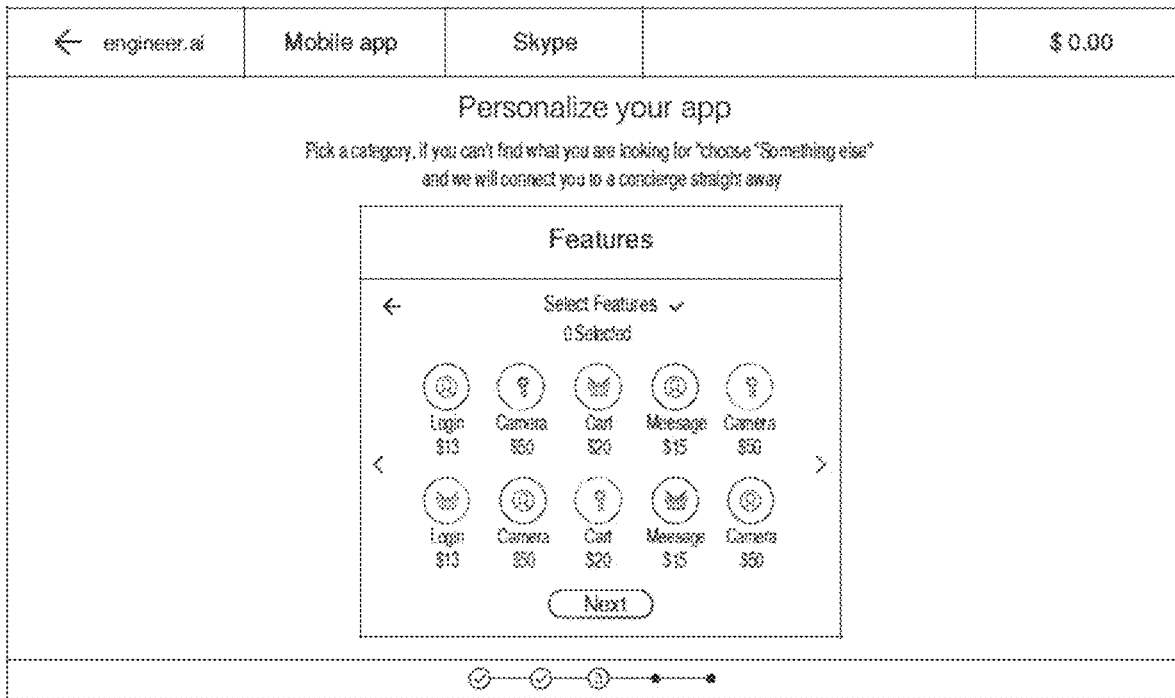 engineer.ai Mobile app Skype $ 0.00
Personalize your app
Pick a category, if you can't find what you are looking for "choose "Something else"
and we will connect you to a concierge straight away
Features
Select Features
0 Selected
Login Camera Cart Meesage Camera
$13 $50 $20 $15 $50
Login Camera Cart Meesage Camera
$13 $50 $20 $15 $50
Next
3